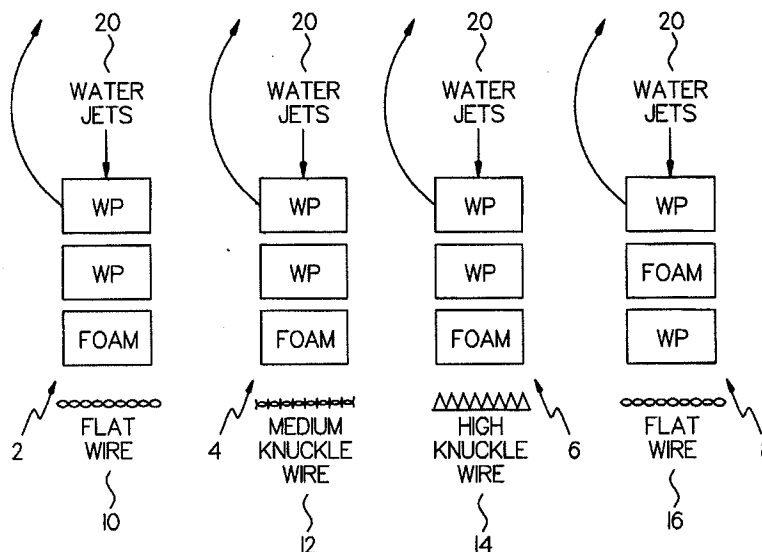 20 20 20 20
WATER JETS WATER JETS WATER JETS WATER JETS
WP WP WP WP
WP WP WP FOAM
FOAM FOAM FOAM WP
2 FLAT WIRE 4 MEDIUM KNUCKLE WIRE HIGH KNUCKLE WIRE 6 FLAT WIRE
10 12 14 16